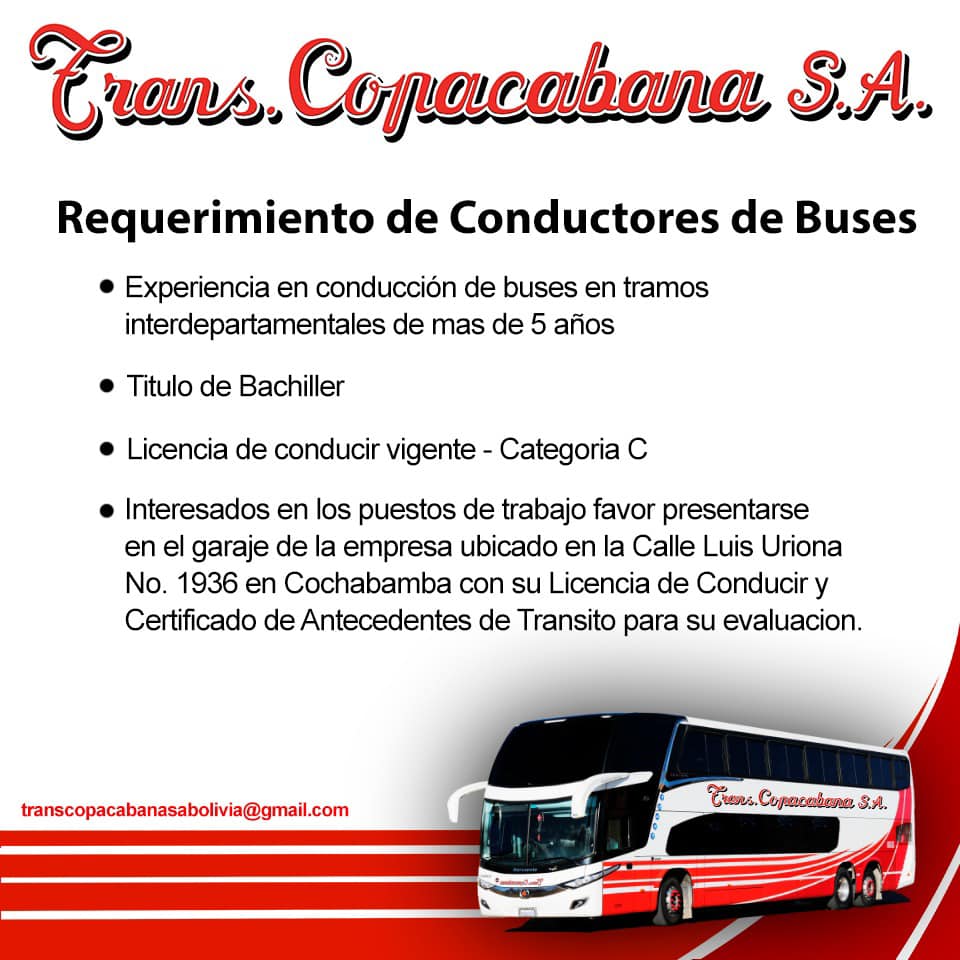 Trans. Copacabana S.A.
Requerimiento de Conductores de Buses
• Experiencia en conducción de buses en tramos
interdepartamentales de mas de 5 años
• Titulo de Bachiller
• Licencia de conducir vigente - Categoria C
• Interesados en los puestos de trabajo favor presentarse
en el garaje de la empresa ubicado en la Calle Luis Uriona
No. 1936 en Cochabamba con su Licencia de Conducir y
Certificado de Antecedentes de Transito para su evaluacion.
transcopacabanasabolivia@gmail.com
Trans. Copacabana S.A.